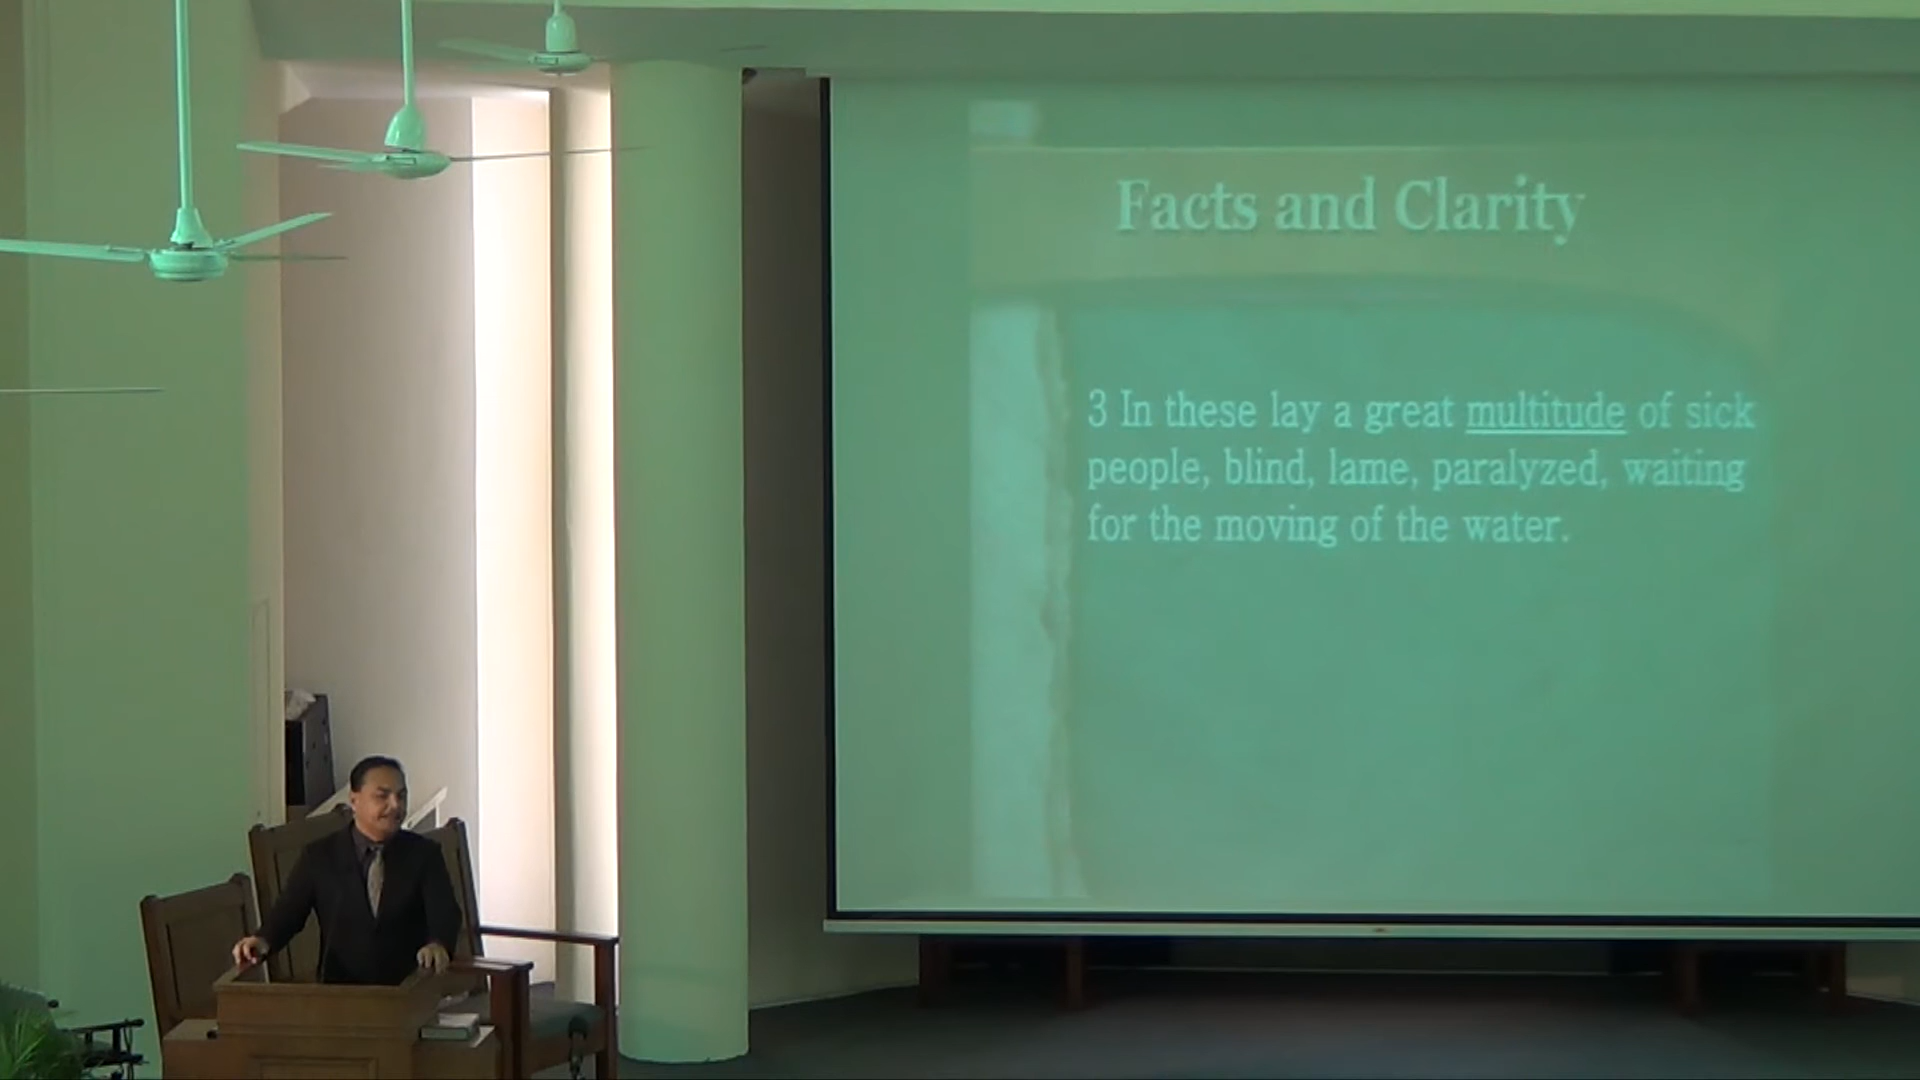 Facts and Clarity
3 In these lay a great multitude of sick
people, blind, lame, paralyzed, waiting
for the moving of the water.